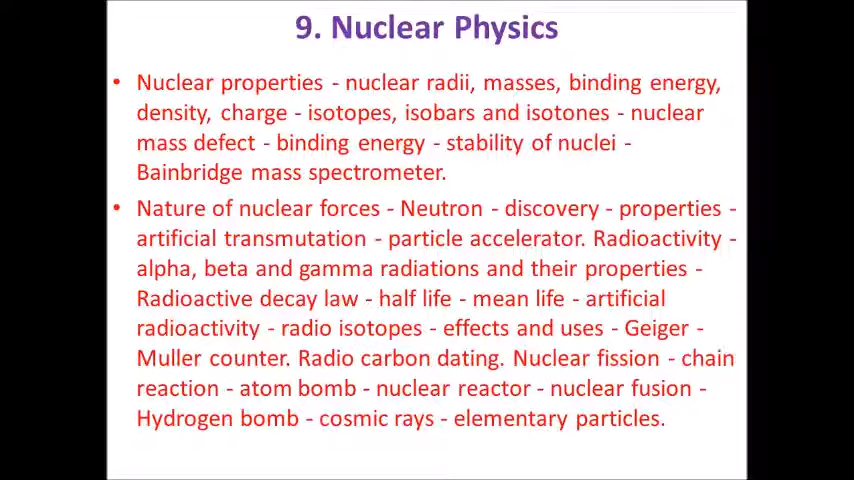 9. Nuclear Physics
• Nuclear properties - nuclear radii, masses, binding energy,
density, charge - isotopes, isobars and isotones - nuclear
mass defect - binding energy - stability of nuclei -
Bainbridge mass spectrometer.
• Nature of nuclear forces - Neutron - discovery - properties -
artificial transmutation - particle accelerator. Radioactivity -
alpha, beta and gamma radiations and their properties -
Radioactive decay law - half life - mean life - artificial
radioactivity - radio isotopes - effects and uses - Geiger -
Muller counter. Radio carbon dating. Nuclear fission - chain
reaction - atom bomb - nuclear reactor - nuclear fusion -
Hydrogen bomb - cosmic rays - elementary particles.